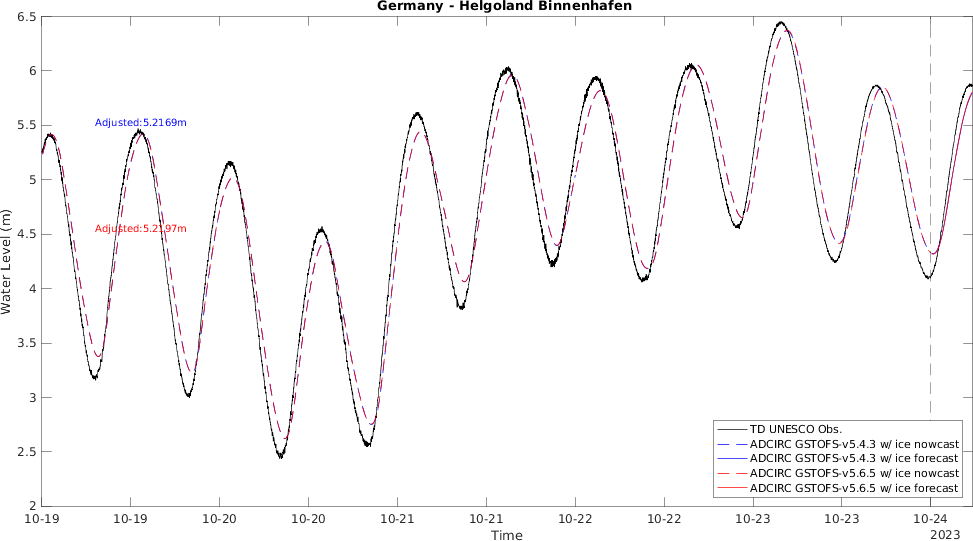 Germany - Helgoland Binnenhafen
6.5
6
5.5
5
4.5
4
3.5
3
2.5
2
Water Level (m)
Adjusted:5.2169m
Adjusted:5.2197m
TD UNESCO Obs.
ADCIRC GSTOFS-v5.4.3 w/ ice nowcast
ADCIRC GSTOFS-v5.4.3 w/ ice forecast
ADCIRC GSTOFS-v5.6.5 w/ ice nowcast
ADCIRC GSTOFS-v5.6.5 w/ ice forecast
10-19 10-19 10-20 10-20 10-21 10-21 10-22 10-22 10-23 10-23 10-24
Time 2023